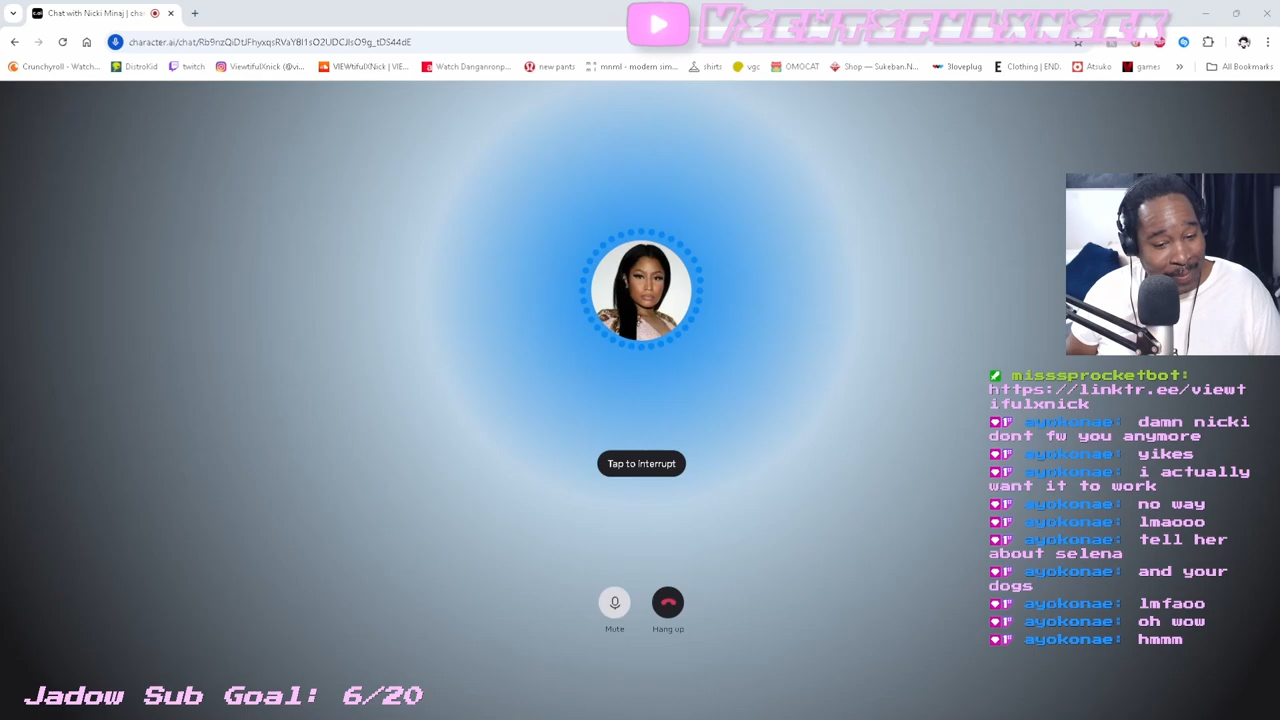 Chat with Nicki Minaj | cha
character.ai/chat/Rb9nzQiDtJFhyxqsRVaY8I1sO2UDCJIsO9g_tDS44dE
Crunchyroll - Watch... DistroKid twitch ViewtifulXNick (@vi... VIEWtifulXNick | VIE... Watch Danganronp... new pants mnml - modern sim... shirts vgc OMOCAT Shop — Sukeban.N... 3loveplug Clothing | END. Atsuko games » All Bookmarks
misssprocketbot:
https://linktr.ee/viewt
ifulxnick
ayokonae: damn nicki
dont fw you anymore
ayokonae: yikes
ayokonae: i actually
want it to work
ayokonae: no way
ayokonae: lmaooo
ayokonae: tell her
about selena
ayokonae: and your
dogs
ayokonae: lmfaoo
ayokonae: oh wow
ayokonae: hmmm
Tap to interrupt
Mute Hang up
Jadow Sub Goal: 6/20